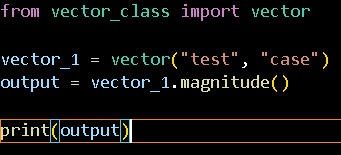 from vector_class import vector
vector_1 = vector("test", "case")
output = vector_1.magnitude()
print(output)